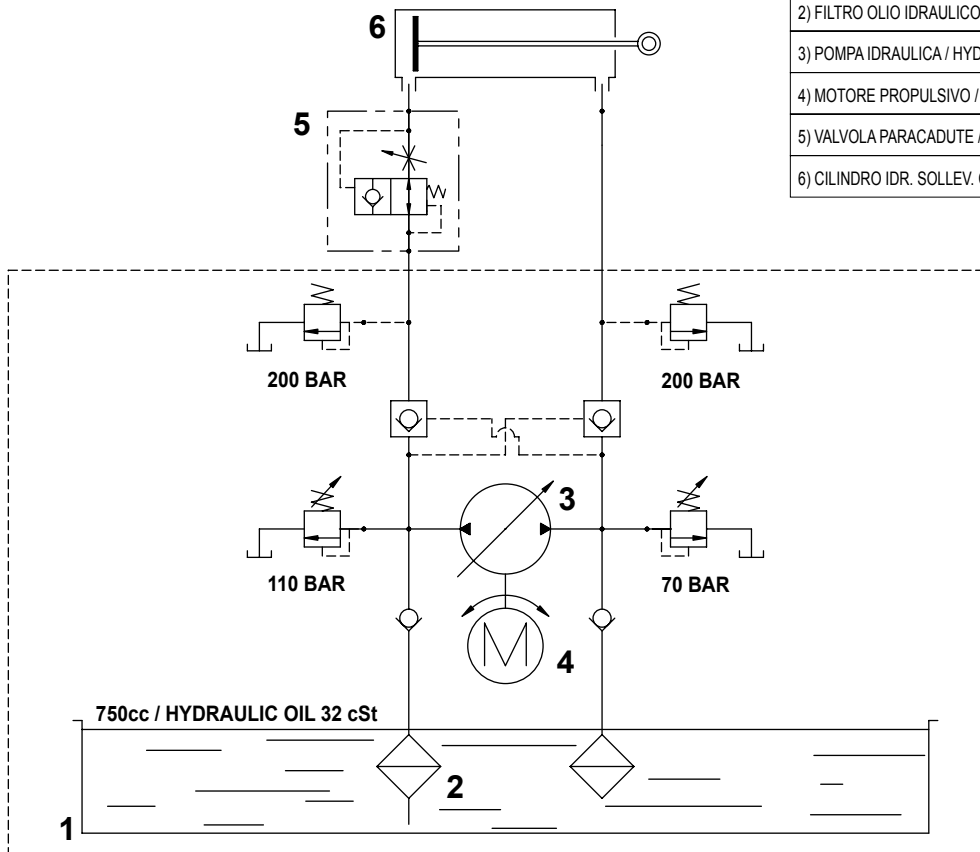 2) FILTRO OLIO IDRAULICO
3) POMPA IDRAULICA /
4) MOTORE PROPULSIVO /
5) VALVOLA PARACADUTE
6) CILINDRO IDR. SOLLEV.
6
5
200 BAR
200 BAR
3
110 BAR
70 BAR
M
4
750cc / HYDRAULIC OIL 32 cSt
2
1